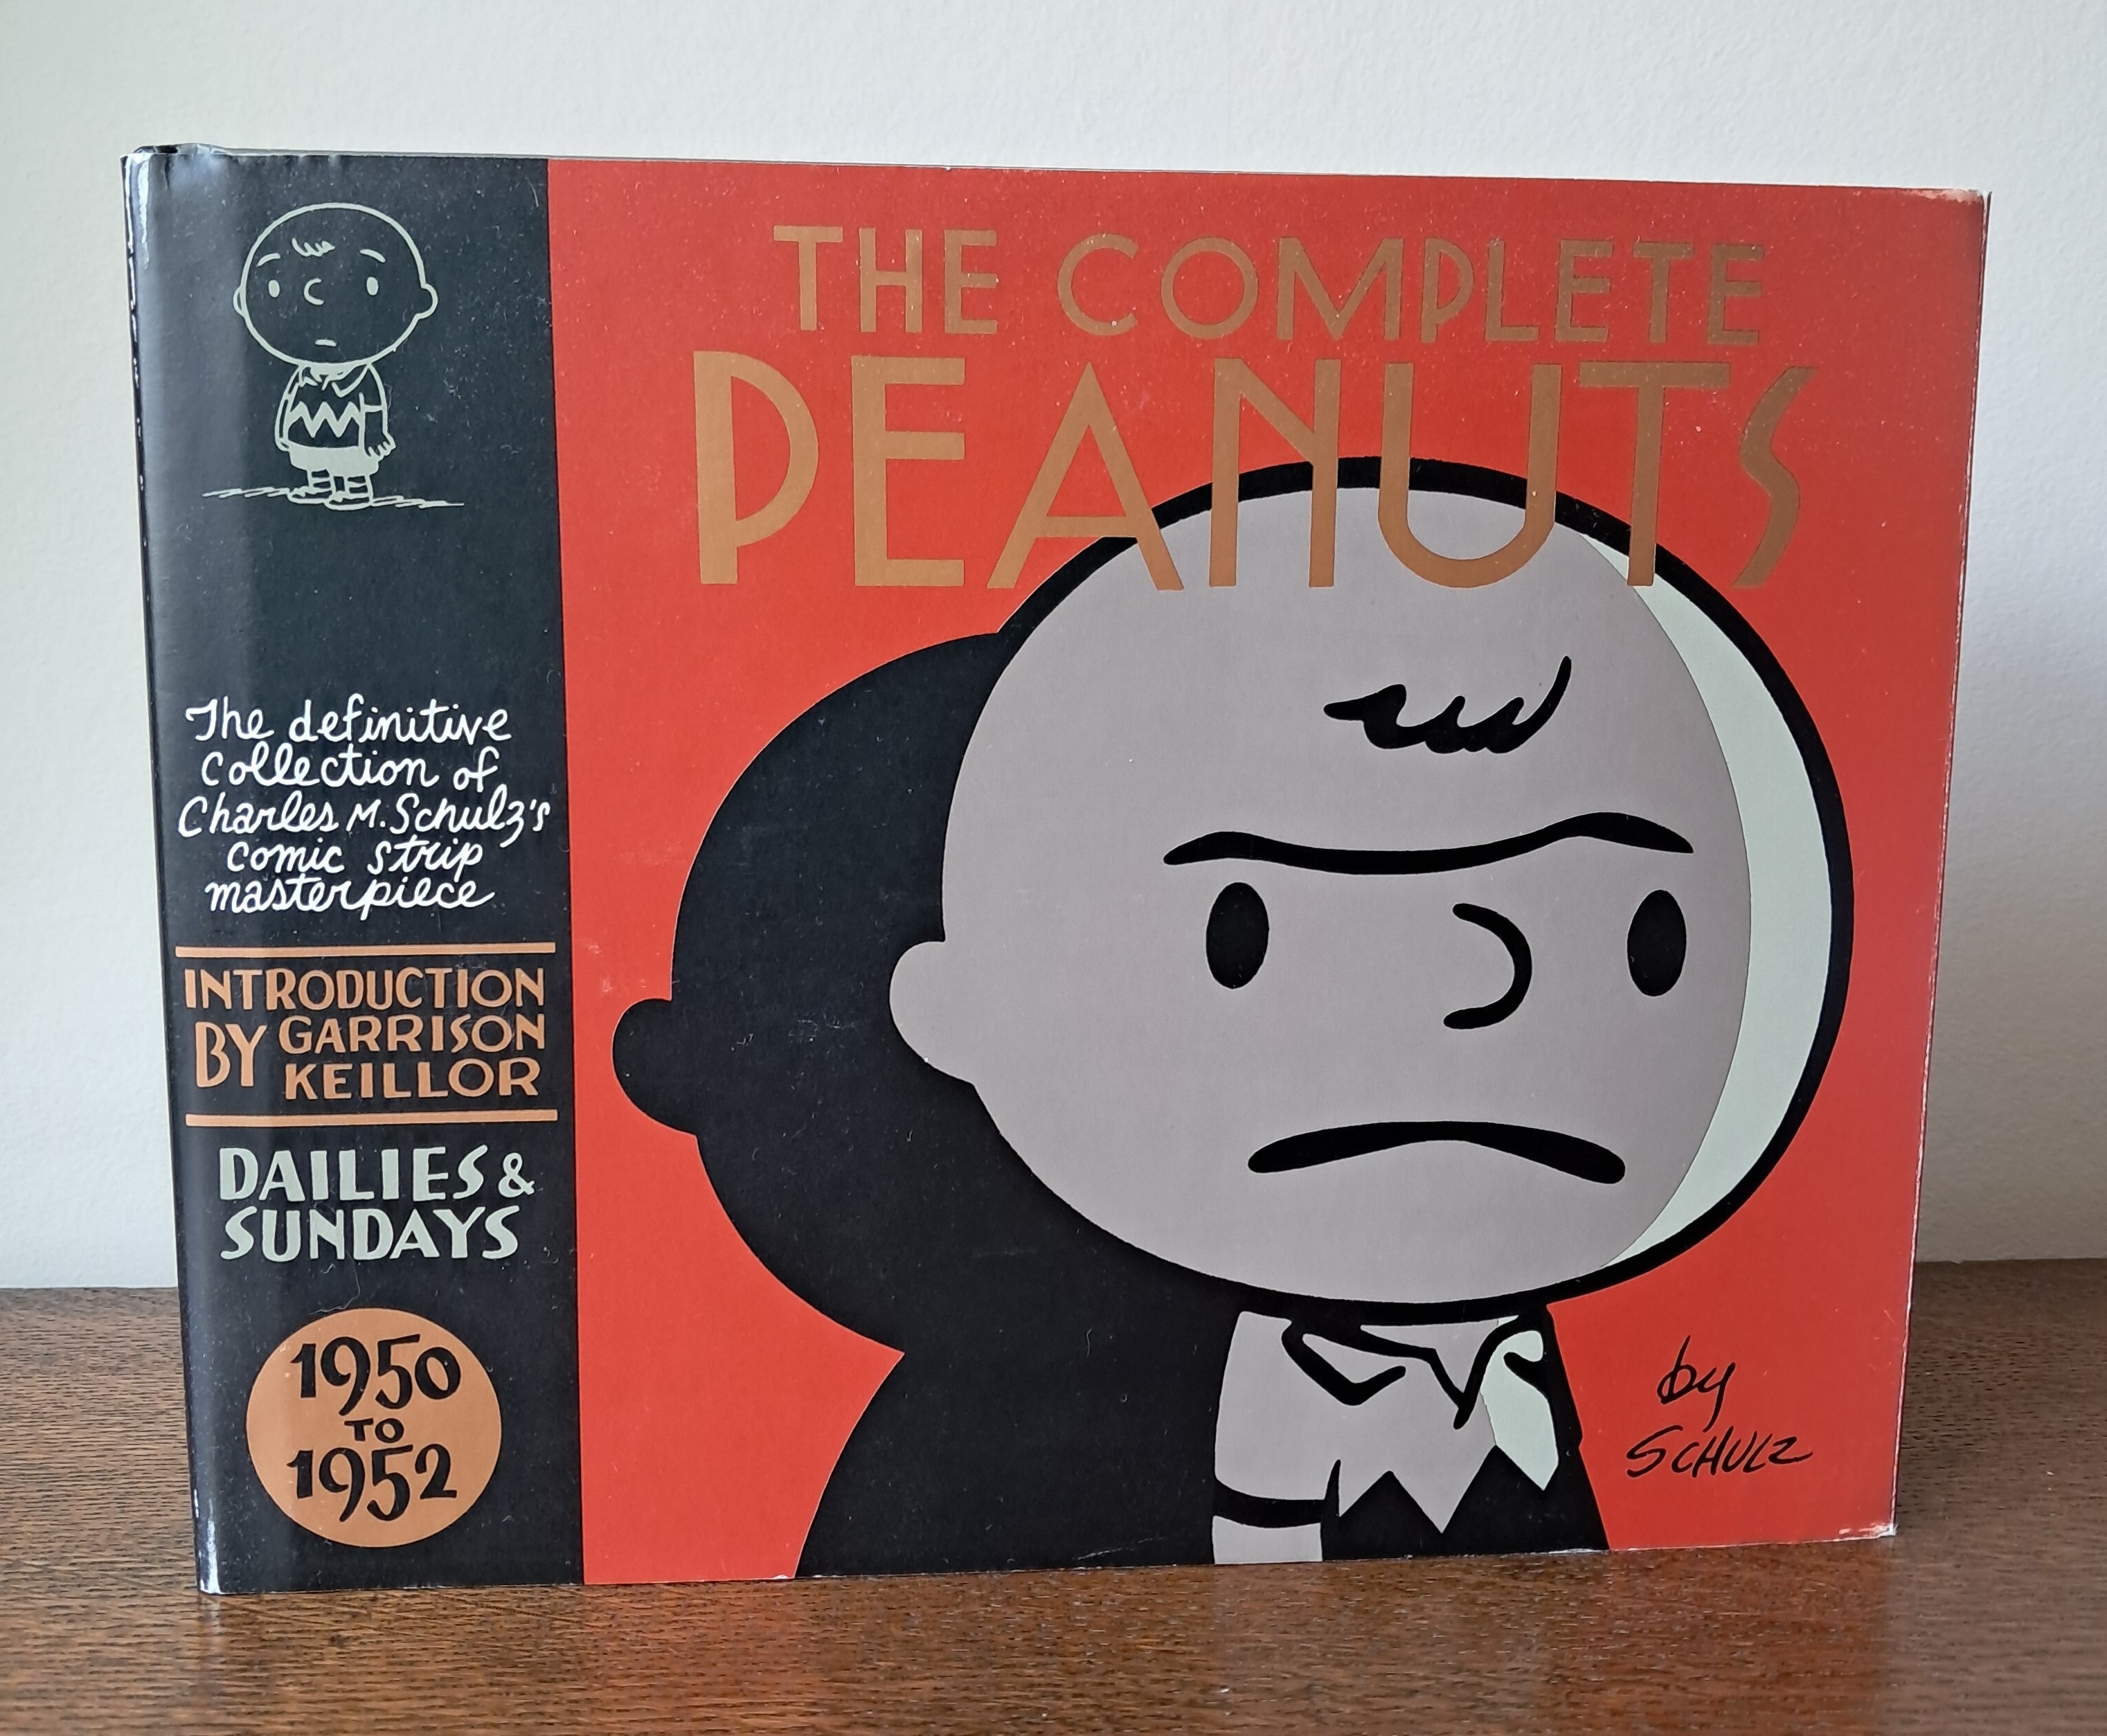 THE COMPLETE
PEANUTS
The definitive
collection of
Charles M. Schulz's
comic strip
masterpiece
INTRODUCTION
BY GARRISON
KEILLOR
DAILIES &
SUNDAYS
1950
TO
1952
by
SCHULZ